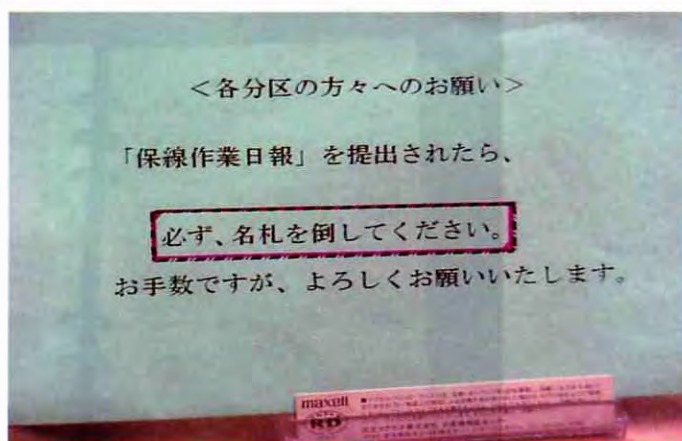 <各分区の方々へのお願い>
「保線作業日報」を提出されたら、
必ず、名札を倒してください。
お手数ですが、よろしくお願いいたします。
maxell
RD